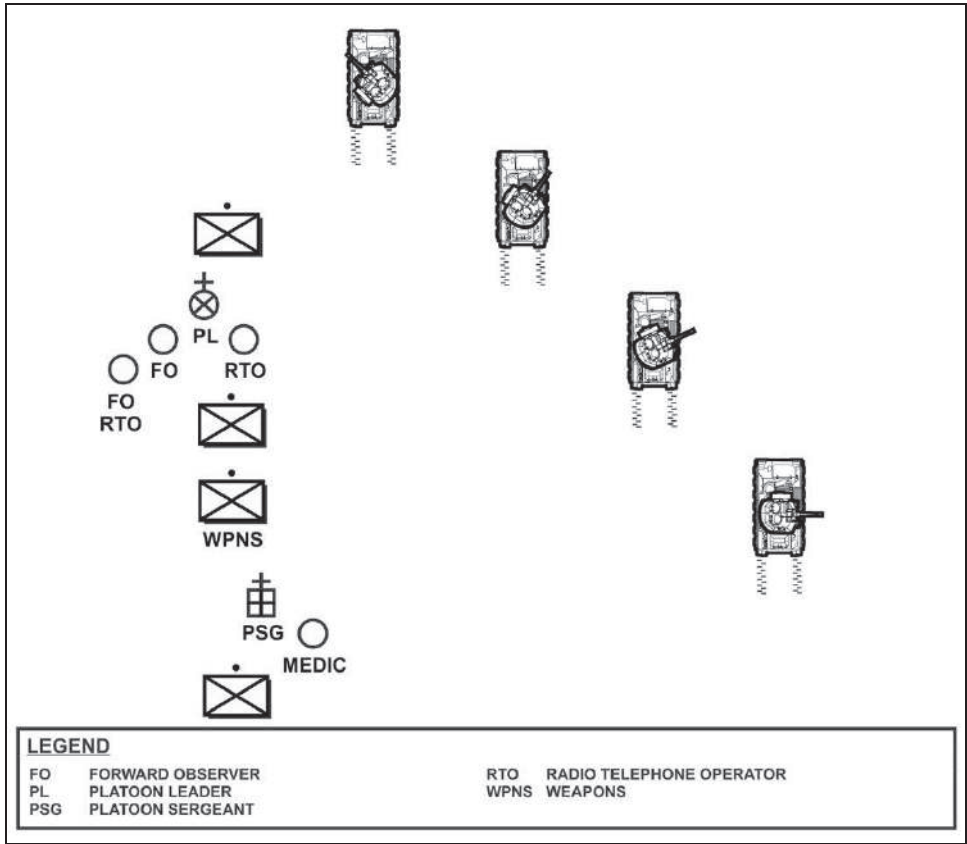 PL
FO
RTO
FO
RTO
WPNS
PSG
MEDIC
LEGEND
FO FORWARD OBSERVER
PL PLATOON LEADER
PSG PLATOON SERGEANT
RTO RADIO TELEPHONE OPERATOR
WPNS WEAPONS